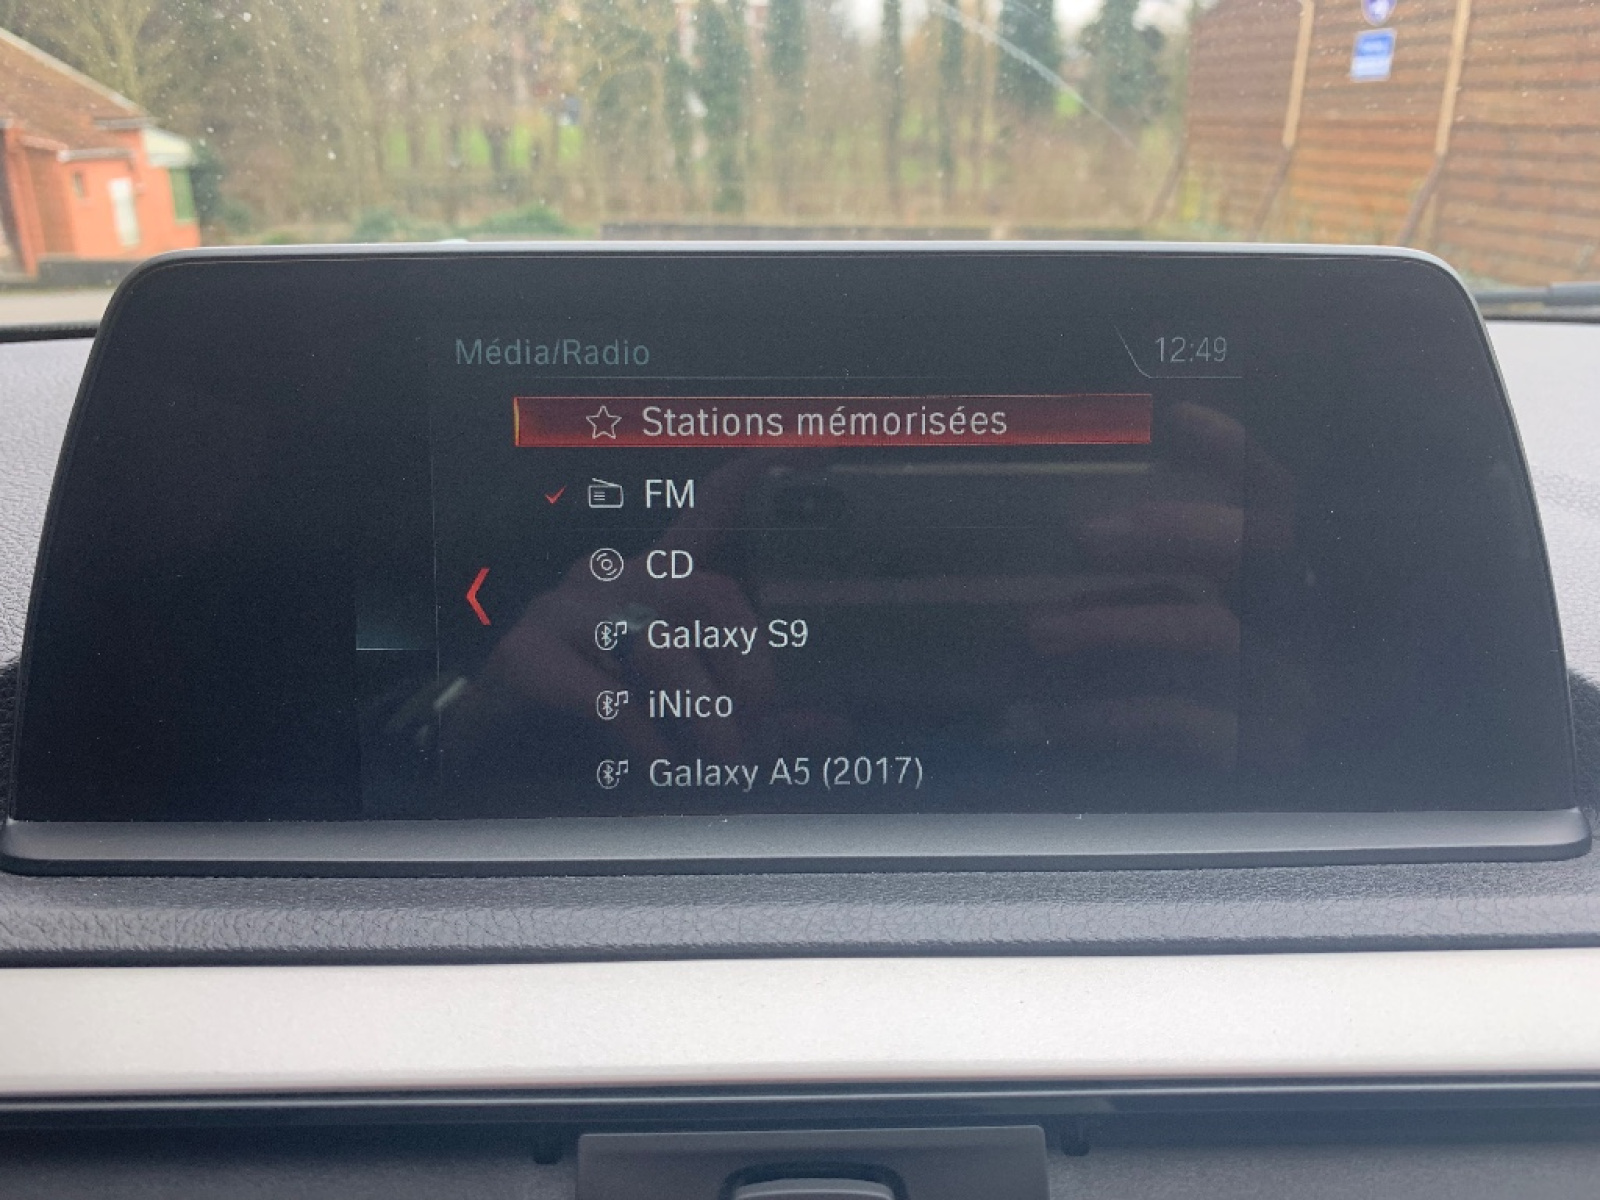 Média/Radio
12:49
Stations mémorisées
FM
CD
Galaxy S9
iNico
Galaxy A5 (2017)